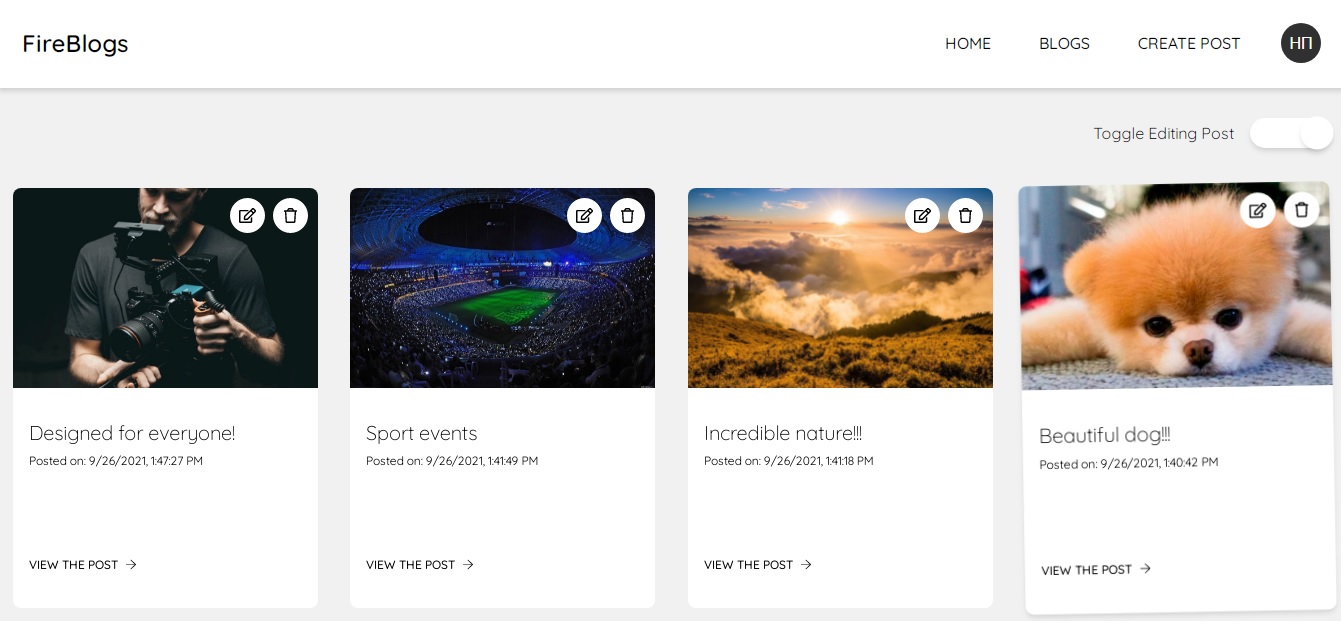 FireBlogs
HOME BLOGS CREATE POST НП
Toggle Editing Post
Designed for everyone!
Posted on: 9/26/2021, 1:47:27 PM
VIEW THE POST
Sport events
Posted on: 9/26/2021, 1:41:49 PM
VIEW THE POST
Incredible nature!!!
Posted on: 9/26/2021, 1:41:18 PM
VIEW THE POST
Beautiful dog!!!
Posted on: 9/26/2021, 1:40:42 PM
VIEW THE POST